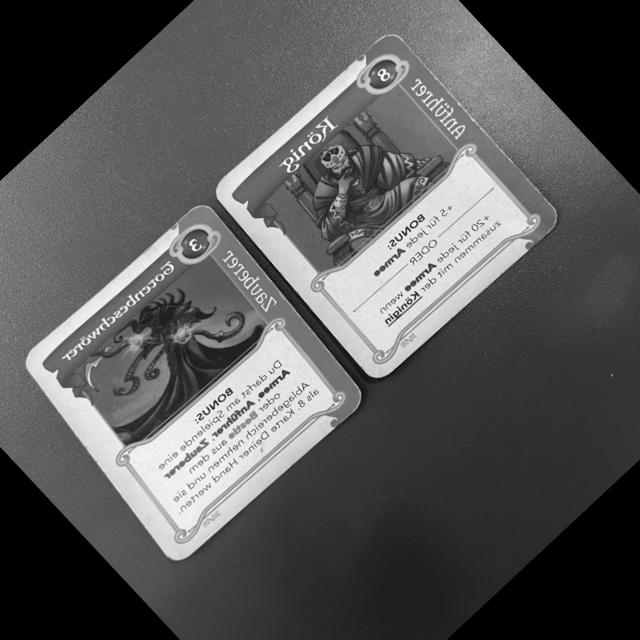 8
König
Anführer
BONUS:
+5 für jede Armee
ODER
+20 für jede Armee wenn
zusammen mit der Königin
3
Totenbeschwörer
Zauberer
BONUS:
Du darfst am Spielende eine
Armee, Anführer, Zauberer
oder Bestie aus dem
Ablagebereich nehmen und sie
als 8. Karte Deiner Hand werten